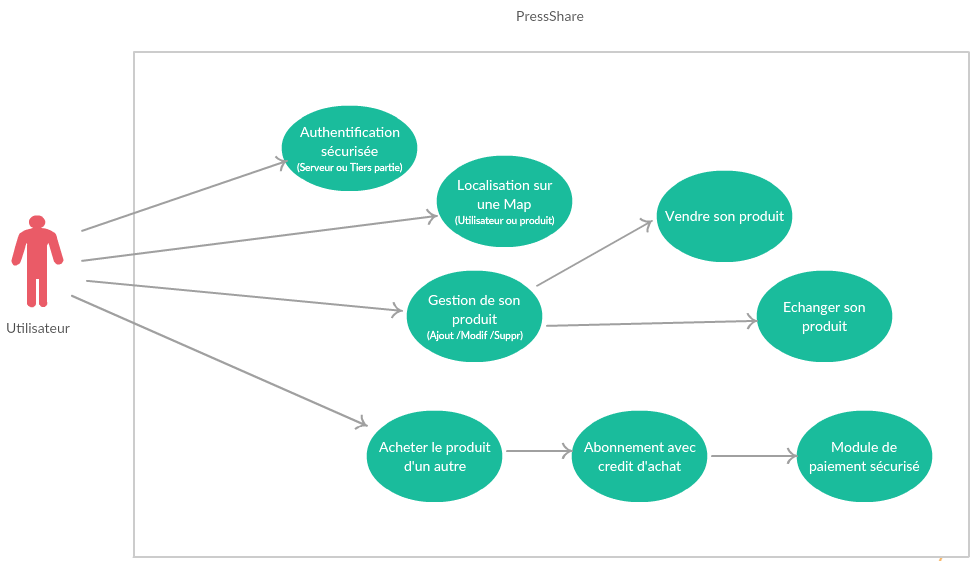 PressShare
Authentification
sécurisée
(Serveur ou Tiers partie)
Localisation sur
une Map
(Utilisateur ou produit)
Vendre son produit
Utilisateur
Gestion de son
produit
(Ajout /Modif /Suppr)
Echanger son
produit
Acheter le produit
d'un autre
Abonnement avec
credit d'achat
Module de
paiement sécurisé